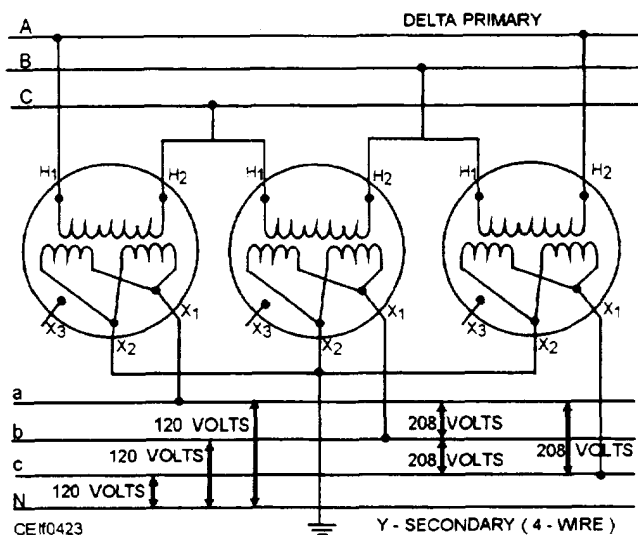 A
DELTA PRIMARY
B
C
H1 H2 H1 H2 H1 H2
X3 X2 X1 X3 X2 X1 X3 X2 X1
a
120 VOLTS 208 VOLTS
b
120 VOLTS 208 VOLTS 208 VOLTS
c
120 VOLTS
N
CEIf0423 Y - SECONDARY ( 4 - WIRE )